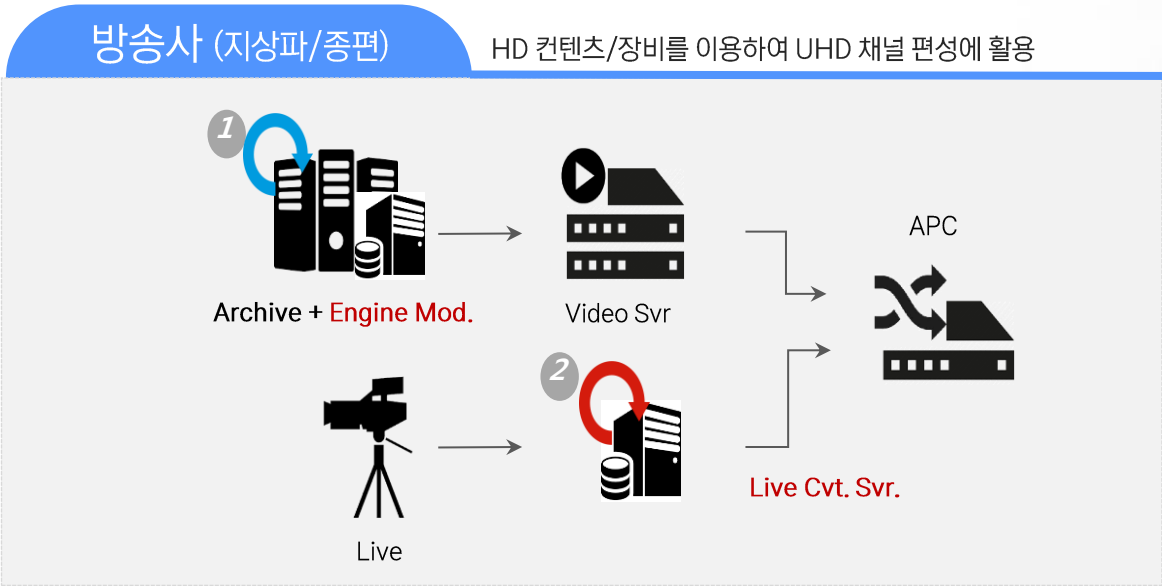 방송사 (지상파/종편)
HD 컨텐츠/장비를 이용하여 UHD 채널 편성에 활용
1
APC
Archive + Engine Mod.
Video Svr
2
Live Cvt. Svr.
Live